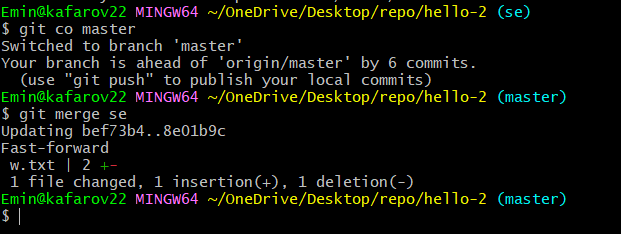 Emin@kafarov22 MINGW64 ~/OneDrive/Desktop/repo/hello-2 (se)
$ git co master
Switched to branch 'master'
Your branch is ahead of 'origin/master' by 6 commits.
  (use "git push" to publish your local commits)
Emin@kafarov22 MINGW64 ~/OneDrive/Desktop/repo/hello-2 (master)
$ git merge se
Updating bef73b4..8e01b9c
Fast-forward
 w.txt | 2 +-
 1 file changed, 1 insertion(+), 1 deletion(-)
Emin@kafarov22 MINGW64 ~/OneDrive/Desktop/repo/hello-2 (master)
$